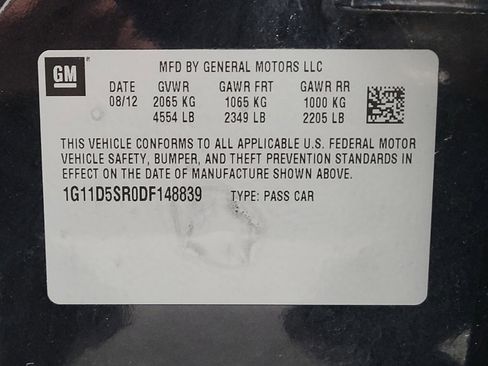 GM
MFD BY GENERAL MOTORS LLC
DATE GVWR GAWR FRT GAWR RR
08/12 2065 KG 1065 KG 1000 KG
4554 LB 2349 LB 2205 LB
THIS VEHICLE CONFORMS TO ALL APPLICABLE U.S. FEDERAL MOTOR
VEHICLE SAFETY, BUMPER, AND THEFT PREVENTION STANDARDS IN
EFFECT ON THE DATE OF MANUFACTURE SHOWN ABOVE.
1G11D5SR0DF148839 TYPE: PASS CAR